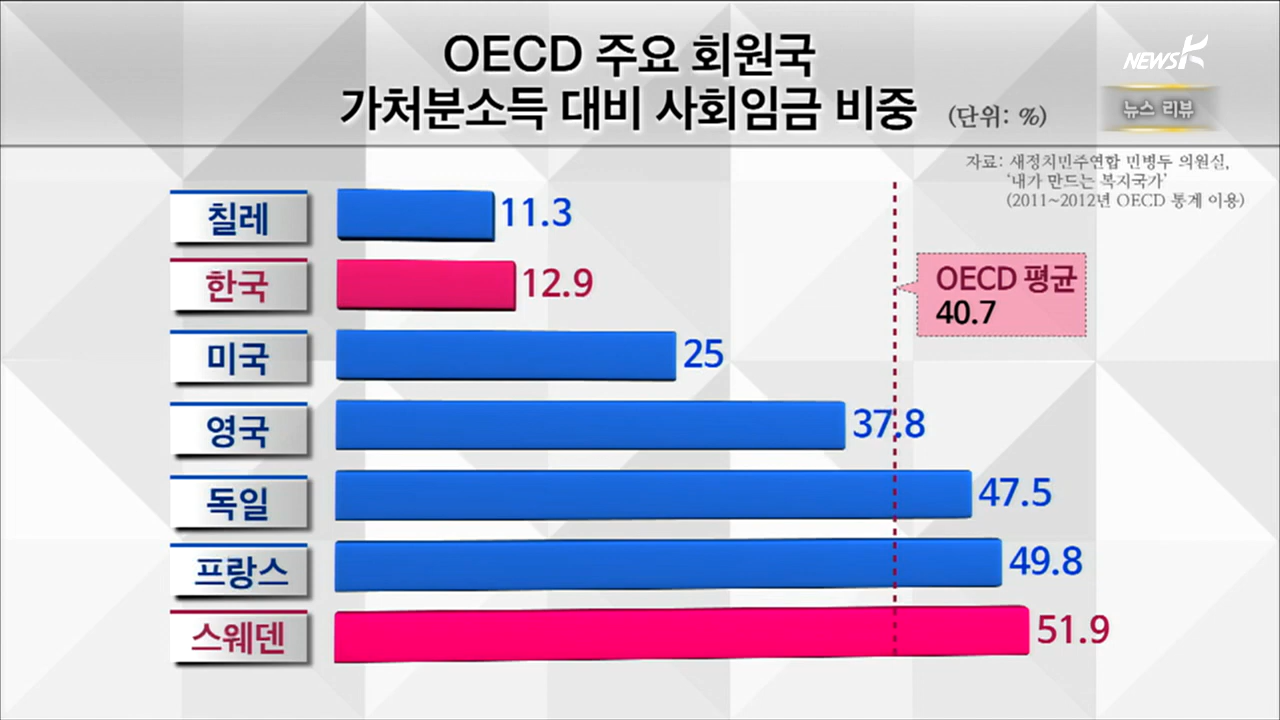 OECD 주요 회원국
가처분소득 대비 사회임금 비중 (단위: %)
NEWS K
뉴스 리뷰
자료: 새정치민주연합 민병두 의원실,
'내가 만드는 복지국가'
(2011~2012년 OECD 통계 이용)
칠레 11.3
한국 12.9
OECD 평균
40.7
미국 25
영국 37.8
독일 47.5
프랑스 49.8
스웨덴 51.9